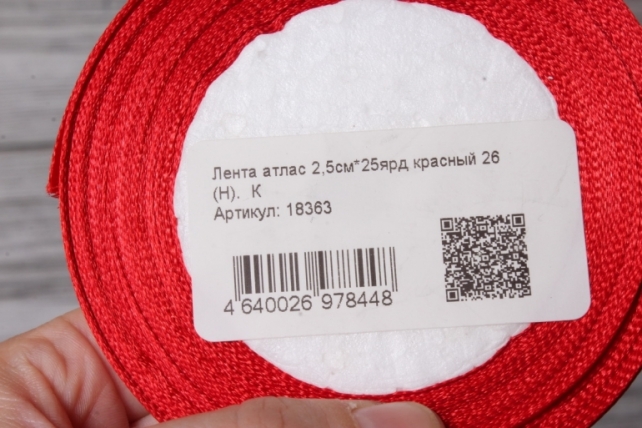 Лента атлас 2,5см*25ярд красный 26
(Н). К
Артикул: 18363
4 640026 978448